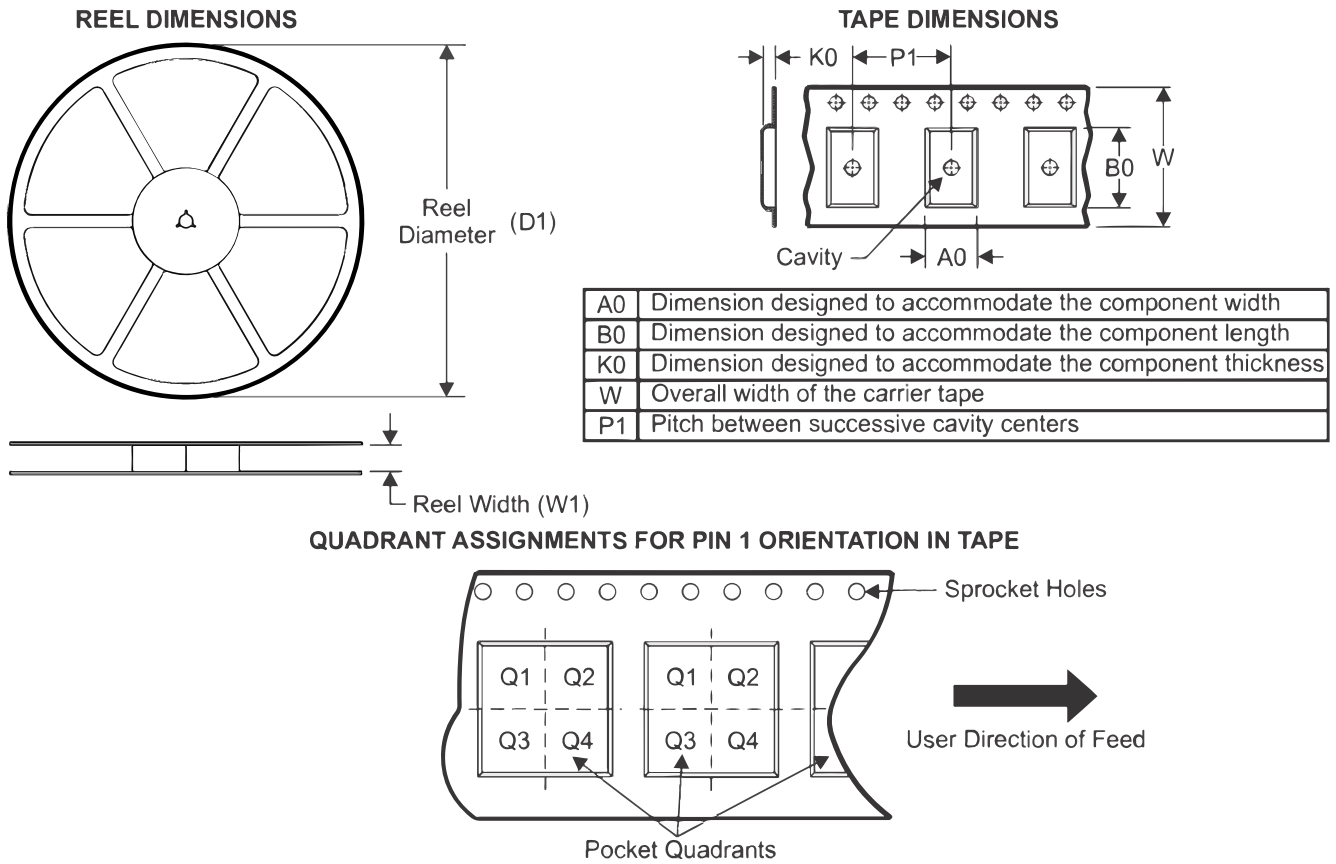 REEL DIMENSIONS
Reel
Diameter
(D1)
Reel Width (W1)
TAPE DIMENSIONS
K0
P1
B0
W
Cavity
A0
A0 Dimension designed to accommodate the component width
B0 Dimension designed to accommodate the component length
K0 Dimension designed to accommodate the component thickness
W Overall width of the carrier tape
P1 Pitch between successive cavity centers
QUADRANT ASSIGNMENTS FOR PIN 1 ORIENTATION IN TAPE
Sprocket Holes
Q1 Q2 Q1 Q2
Q3 Q4 Q3 Q4
User Direction of Feed
Pocket Quadrants